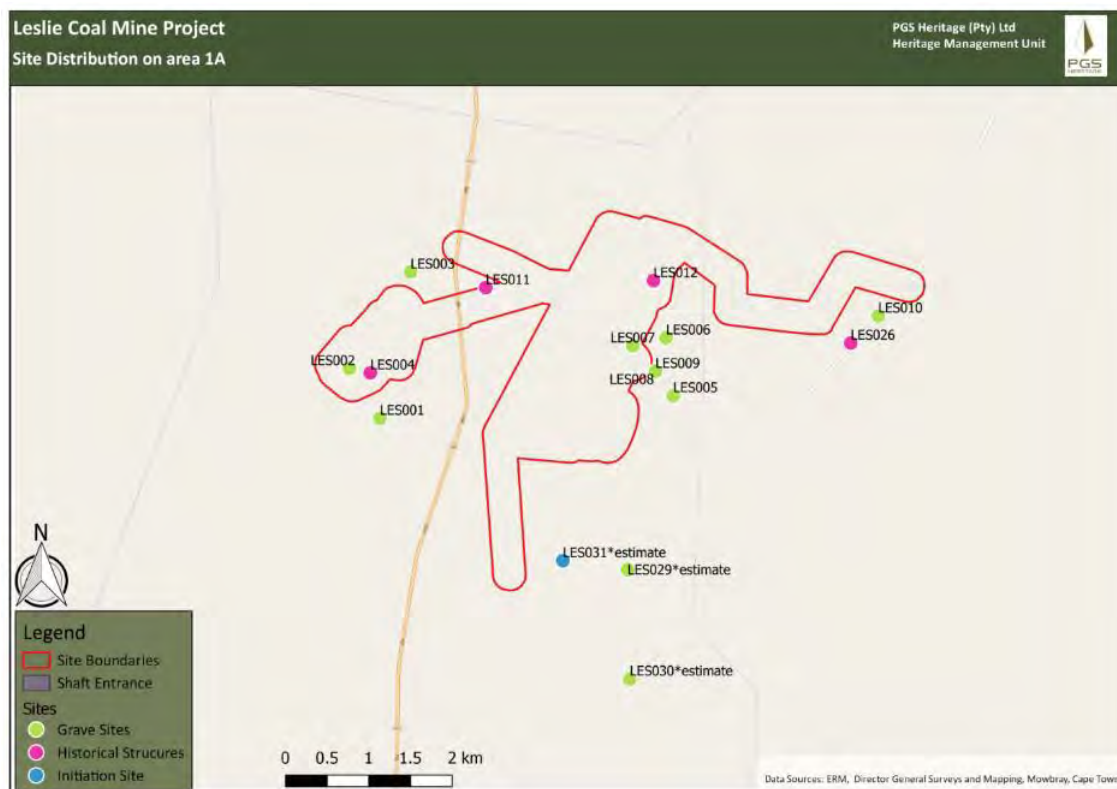 Leslie Coal Mine Project
Site Distribution on area 1A
PGS Heritage (Pty) Ltd
Heritage Management Unit
PGS
LES003
LES011
LES012
LES010
LES007
LES006
LES026
LES002
LES004
LES009
LES008
LES005
LES001
LES031*estimate
LES029*estimate
LES030*estimate
N
Legend
Site Boundaries
Shaft Entrance
Sites
Grave Sites
Historical Strucures
Initiation Site
0 0.5 1 1.5 2 km
Data Sources: ERM, Director General Surveys and Mapping, Mowbray, Cape Town